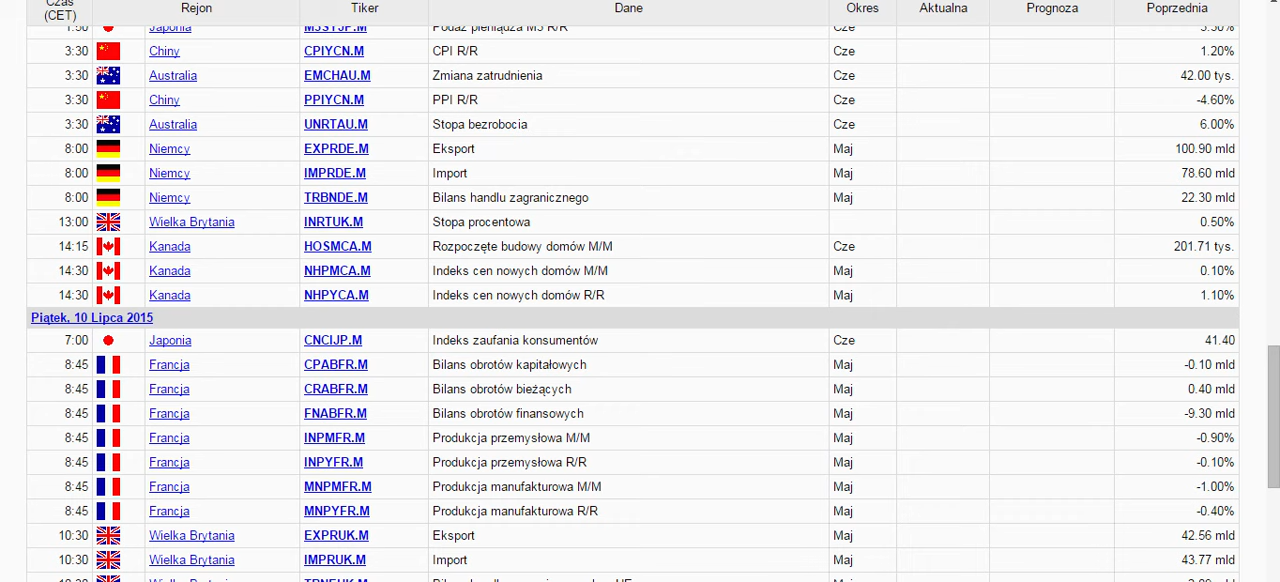 Czas Rejon Tiker Dane Okres Aktualna Prognoza Poprzednia
(CET)
1:50 Japonia M3SYJP.M Podaż pieniądza M3 R/R Cze
3:30 Chiny CPIYCN.M CPI R/R Cze 1.20%
3:30 Australia EMCHAU.M Zmiana zatrudnienia Cze 42.00 tys.
3:30 Chiny PPIYCN.M PPI R/R Cze -4.60%
3:30 Australia UNRTAU.M Stopa bezrobocia Cze 6.00%
8:00 Niemcy EXPRDE.M Eksport Maj 100.90 mld
8:00 Niemcy IMPRDE.M Import Maj 78.60 mld
8:00 Niemcy TRBNDE.M Bilans handlu zagranicznego Maj 22.30 mld
13:00 Wielka Brytania INRTUK.M Stopa procentowa 0.50%
14:15 Kanada HOSMCA.M Rozpoczęte budowy domów M/M Cze 201.71 tys.
14:30 Kanada NHPMCA.M Indeks cen nowych domów M/M Maj 0.10%
14:30 Kanada NHPYCA.M Indeks cen nowych domów R/R Maj 1.10%
Piątek, 10 Lipca 2015
7:00 Japonia CNCIJP.M Indeks zaufania konsumentów Cze 41.40
8:45 Francja CPABFR.M Bilans obrotów kapitałowych Maj -0.10 mld
8:45 Francja CRABFR.M Bilans obrotów bieżących Maj 0.40 mld
8:45 Francja FNABFR.M Bilans obrotów finansowych Maj -9.30 mld
8:45 Francja INPMFR.M Produkcja przemysłowa M/M Maj -0.90%
8:45 Francja INPYFR.M Produkcja przemysłowa R/R Maj -0.10%
8:45 Francja MNPMFR.M Produkcja manufakturowa M/M Maj -1.00%
8:45 Francja MNPYFR.M Produkcja manufakturowa R/R Maj -0.40%
10:30 Wielka Brytania EXPRUK.M Eksport Maj 42.56 mld
10:30 Wielka Brytania IMPRUK.M Import Maj 43.77 mld